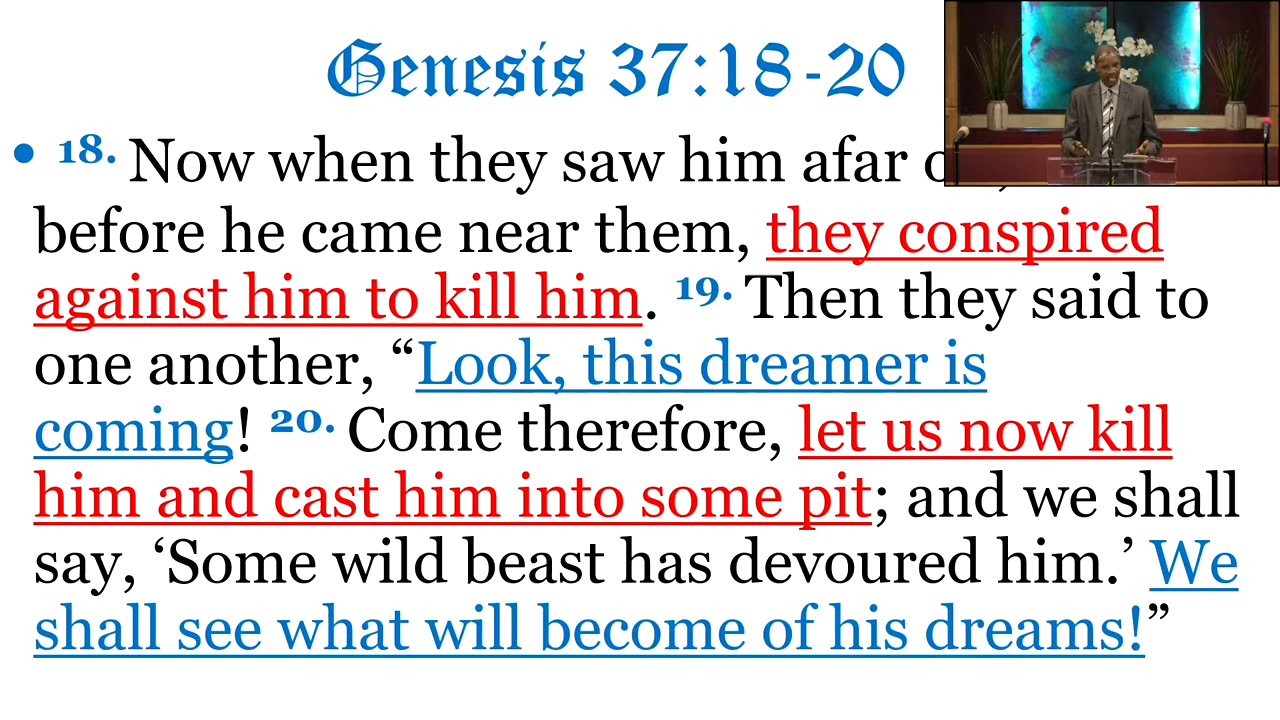 Genesis 37:18-20
• 18. Now when they saw him afar
before he came near them, they conspired
against him to kill him. 19. Then they said to
one another, “Look, this dreamer is
coming! 20. Come therefore, let us now kill
him and cast him into some pit; and we shall
say, ‘Some wild beast has devoured him.’ We
shall see what will become of his dreams!”